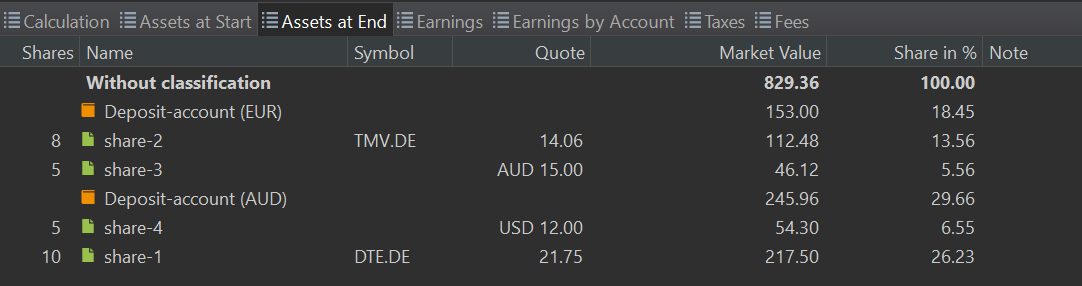 Calculation Assets at Start Assets at End Earnings Earnings by Account Taxes Fees
Shares Name Symbol Quote Market Value Share in % Note
Without classification 829.36 100.00
Deposit-account (EUR) 153.00 18.45
8 share-2 TMV.DE 14.06 112.48 13.56
5 share-3 AUD 15.00 46.12 5.56
Deposit-account (AUD) 245.96 29.66
5 share-4 USD 12.00 54.30 6.55
10 share-1 DTE.DE 21.75 217.50 26.23